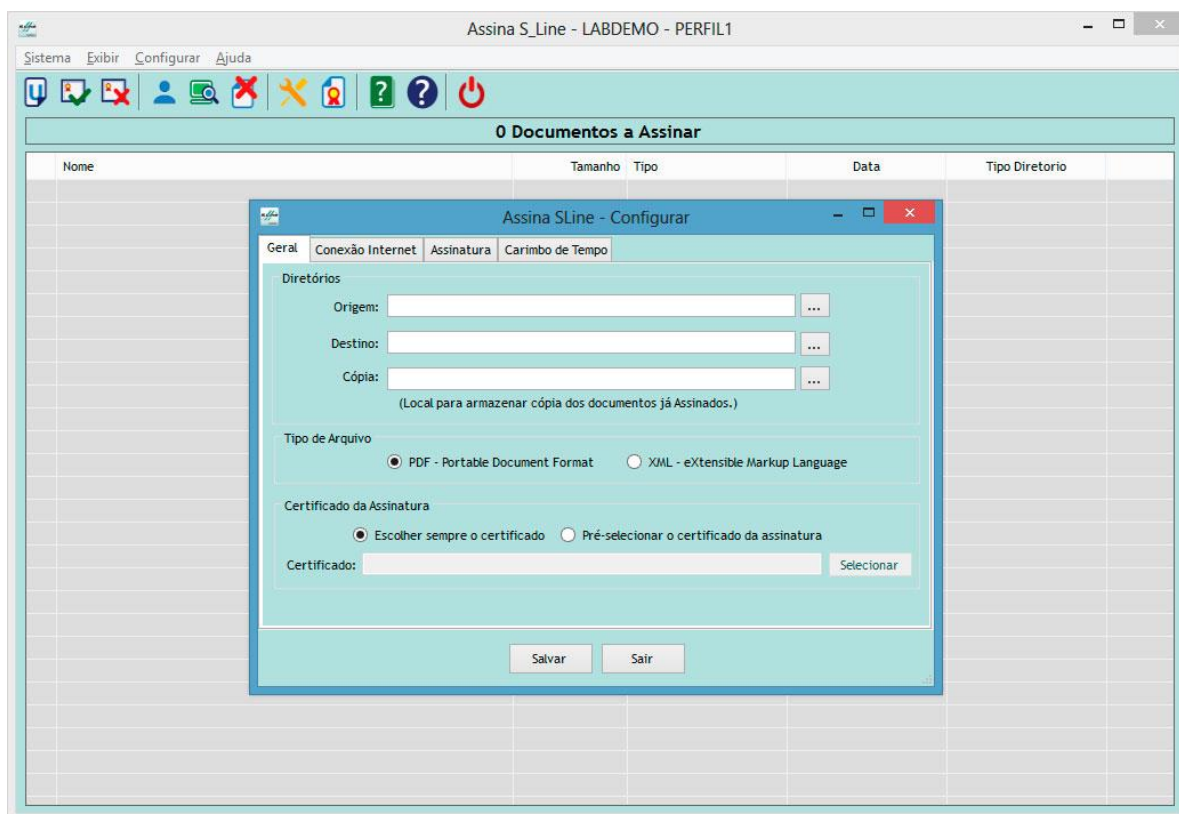 Assina S_Line - LABDEMO - PERFIL1
Sistema Exibir Configurar Ajuda
0 Documentos a Assinar
Nome Tamanho Tipo Data Tipo Diretorio
Assina SLine - Configurar
Geral Conexão Internet Assinatura Carimbo de Tempo
Diretórios
Origem: ...
Destino: ...
Cópia: ...
(Local para armazenar cópia dos documentos já Assinados.)
Tipo de Arquivo
PDF - Portable Document Format XML - eXtensible Markup Language
Certificado da Assinatura
Escolher sempre o certificado Pré-selecionar o certificado da assinatura
Certificado: Selecionar
Salvar Sair